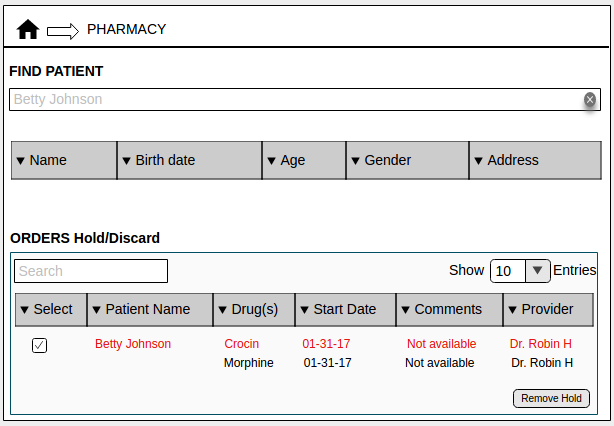 PHARMACY
FIND PATIENT
Betty Johnson
Name Birth date Age Gender Address
ORDERS Hold/Discard
Search Show 10 Entries
Select Patient Name Drug(s) Start Date Comments Provider
Betty Johnson Crocin 01-31-17 Not available Dr. Robin H
Morphine 01-31-17 Not available Dr. Robin H
Remove Hold